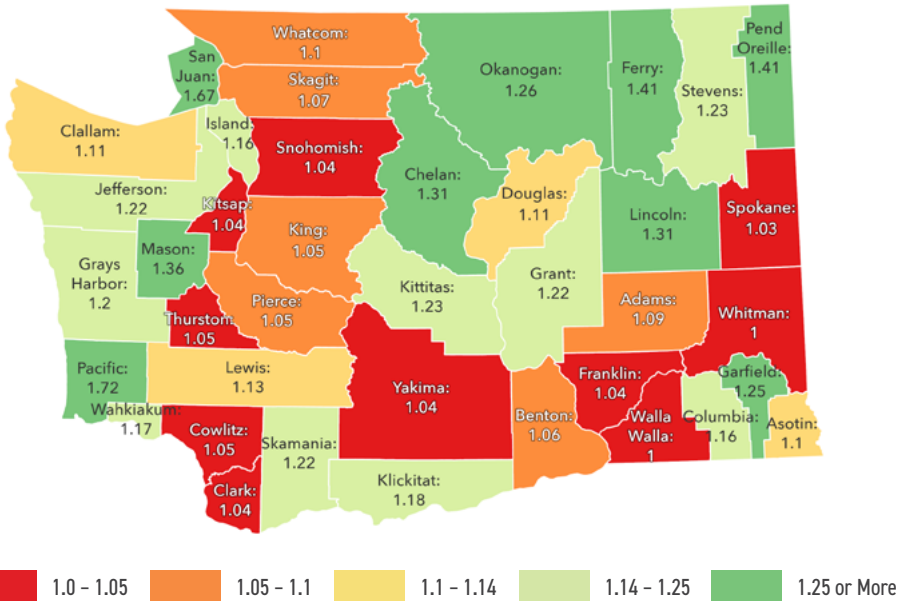 Whatcom:
1.1
San
Juan:
1.67
Skagit:
1.07
Okanogan:
1.26
Ferry:
1.41
Stevens:
1.23
Pend
Oreille:
1.41
Clallam:
1.11
Island:
1.16
Snohomish:
1.04
Chelan:
1.31
Douglas:
1.11
Jefferson:
1.22
Kitsap:
1.04
King:
1.05
Lincoln:
1.31
Spokane:
1.03
Mason:
1.36
Grays
Harbor:
1.2
Kittitas:
1.23
Grant:
1.22
Pierce:
1.05
Adams:
1.09
Whitman:
1
Thurston:
1.05
Pacific:
1.72
Lewis:
1.13
Yakima:
1.04
Franklin:
1.04
Garfield:
1.25
Wahkiakum:
1.17
Cowlitz:
1.05
Skamania:
1.22
Benton:
1.06
Walla
Walla:
1
Columbia:
1.16
Asotin:
1.1
Klickitat:
1.18
Clark:
1.04
1.0 – 1.05
1.05 – 1.1
1.1 – 1.14
1.14 – 1.25
1.25 or More